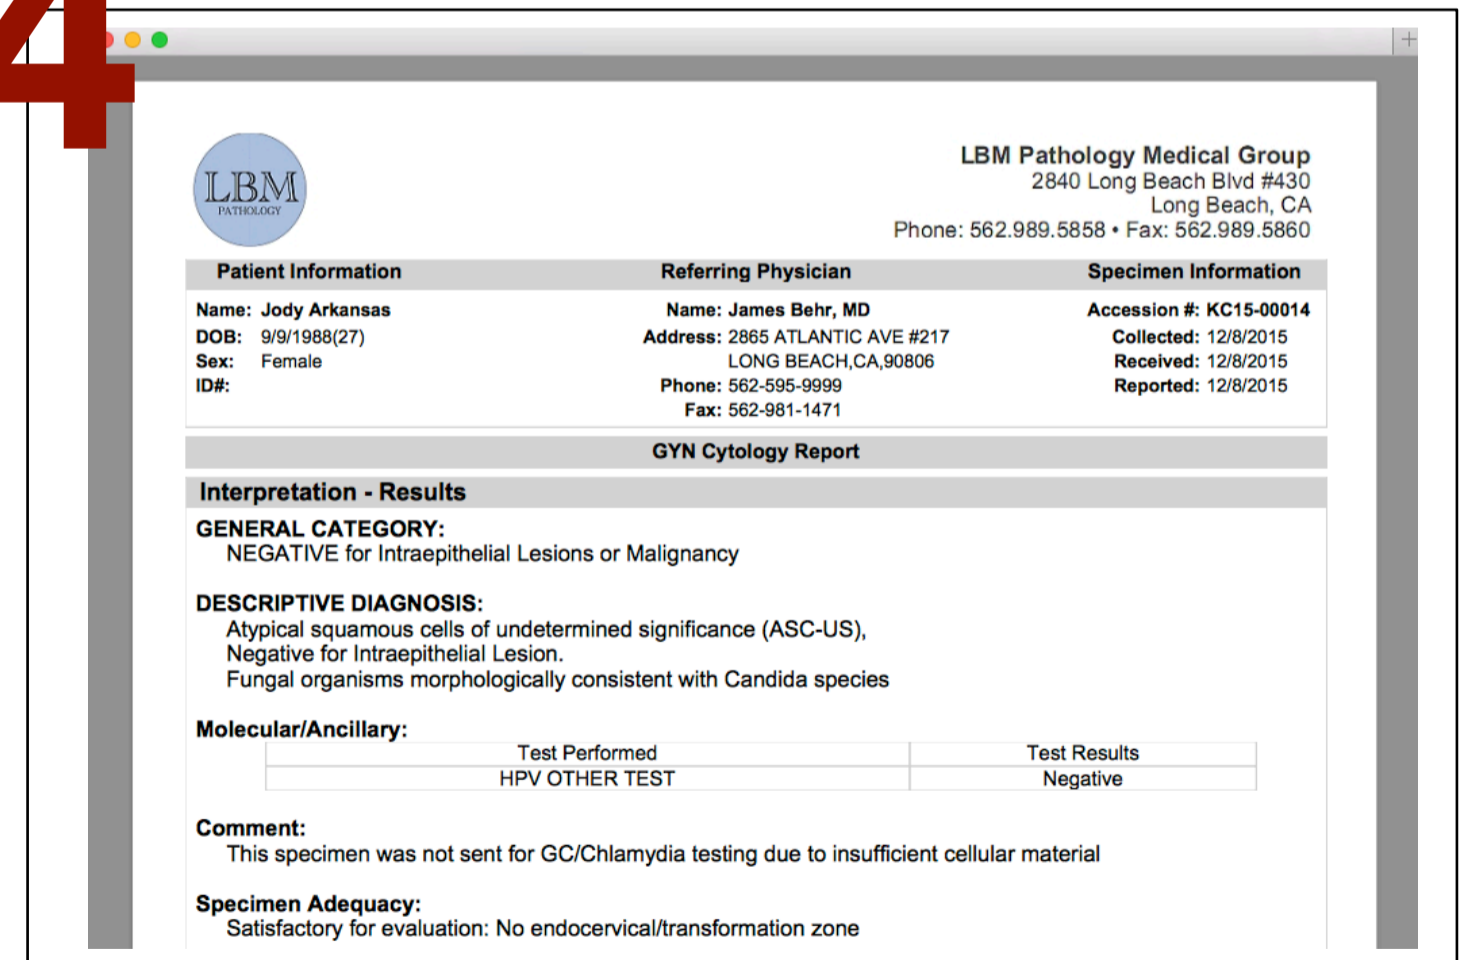 4
LBM
PATHOLOGY
LBM Pathology Medical Group
2840 Long Beach Blvd #430
Long Beach, CA
Phone: 562.989.5858 • Fax: 562.989.5860
Patient Information
Name: Jody Arkansas
DOB: 9/9/1988(27)
Sex: Female
ID#:
Referring Physician
Name: James Behr, MD
Address: 2865 ATLANTIC AVE #217
LONG BEACH,CA,90806
Phone: 562-595-9999
Fax: 562-981-1471
Specimen Information
Accession #: KC15-00014
Collected: 12/8/2015
Received: 12/8/2015
Reported: 12/8/2015
GYN Cytology Report
Interpretation - Results
GENERAL CATEGORY:
NEGATIVE for Intraepithelial Lesions or Malignancy
DESCRIPTIVE DIAGNOSIS:
Atypical squamous cells of undetermined significance (ASC-US),
Negative for Intraepithelial Lesion.
Fungal organisms morphologically consistent with Candida species
Molecular/Ancillary:
Test Performed Test Results
HPV OTHER TEST Negative
Comment:
This specimen was not sent for GC/Chlamydia testing due to insufficient cellular material
Specimen Adequacy:
Satisfactory for evaluation: No endocervical/transformation zone